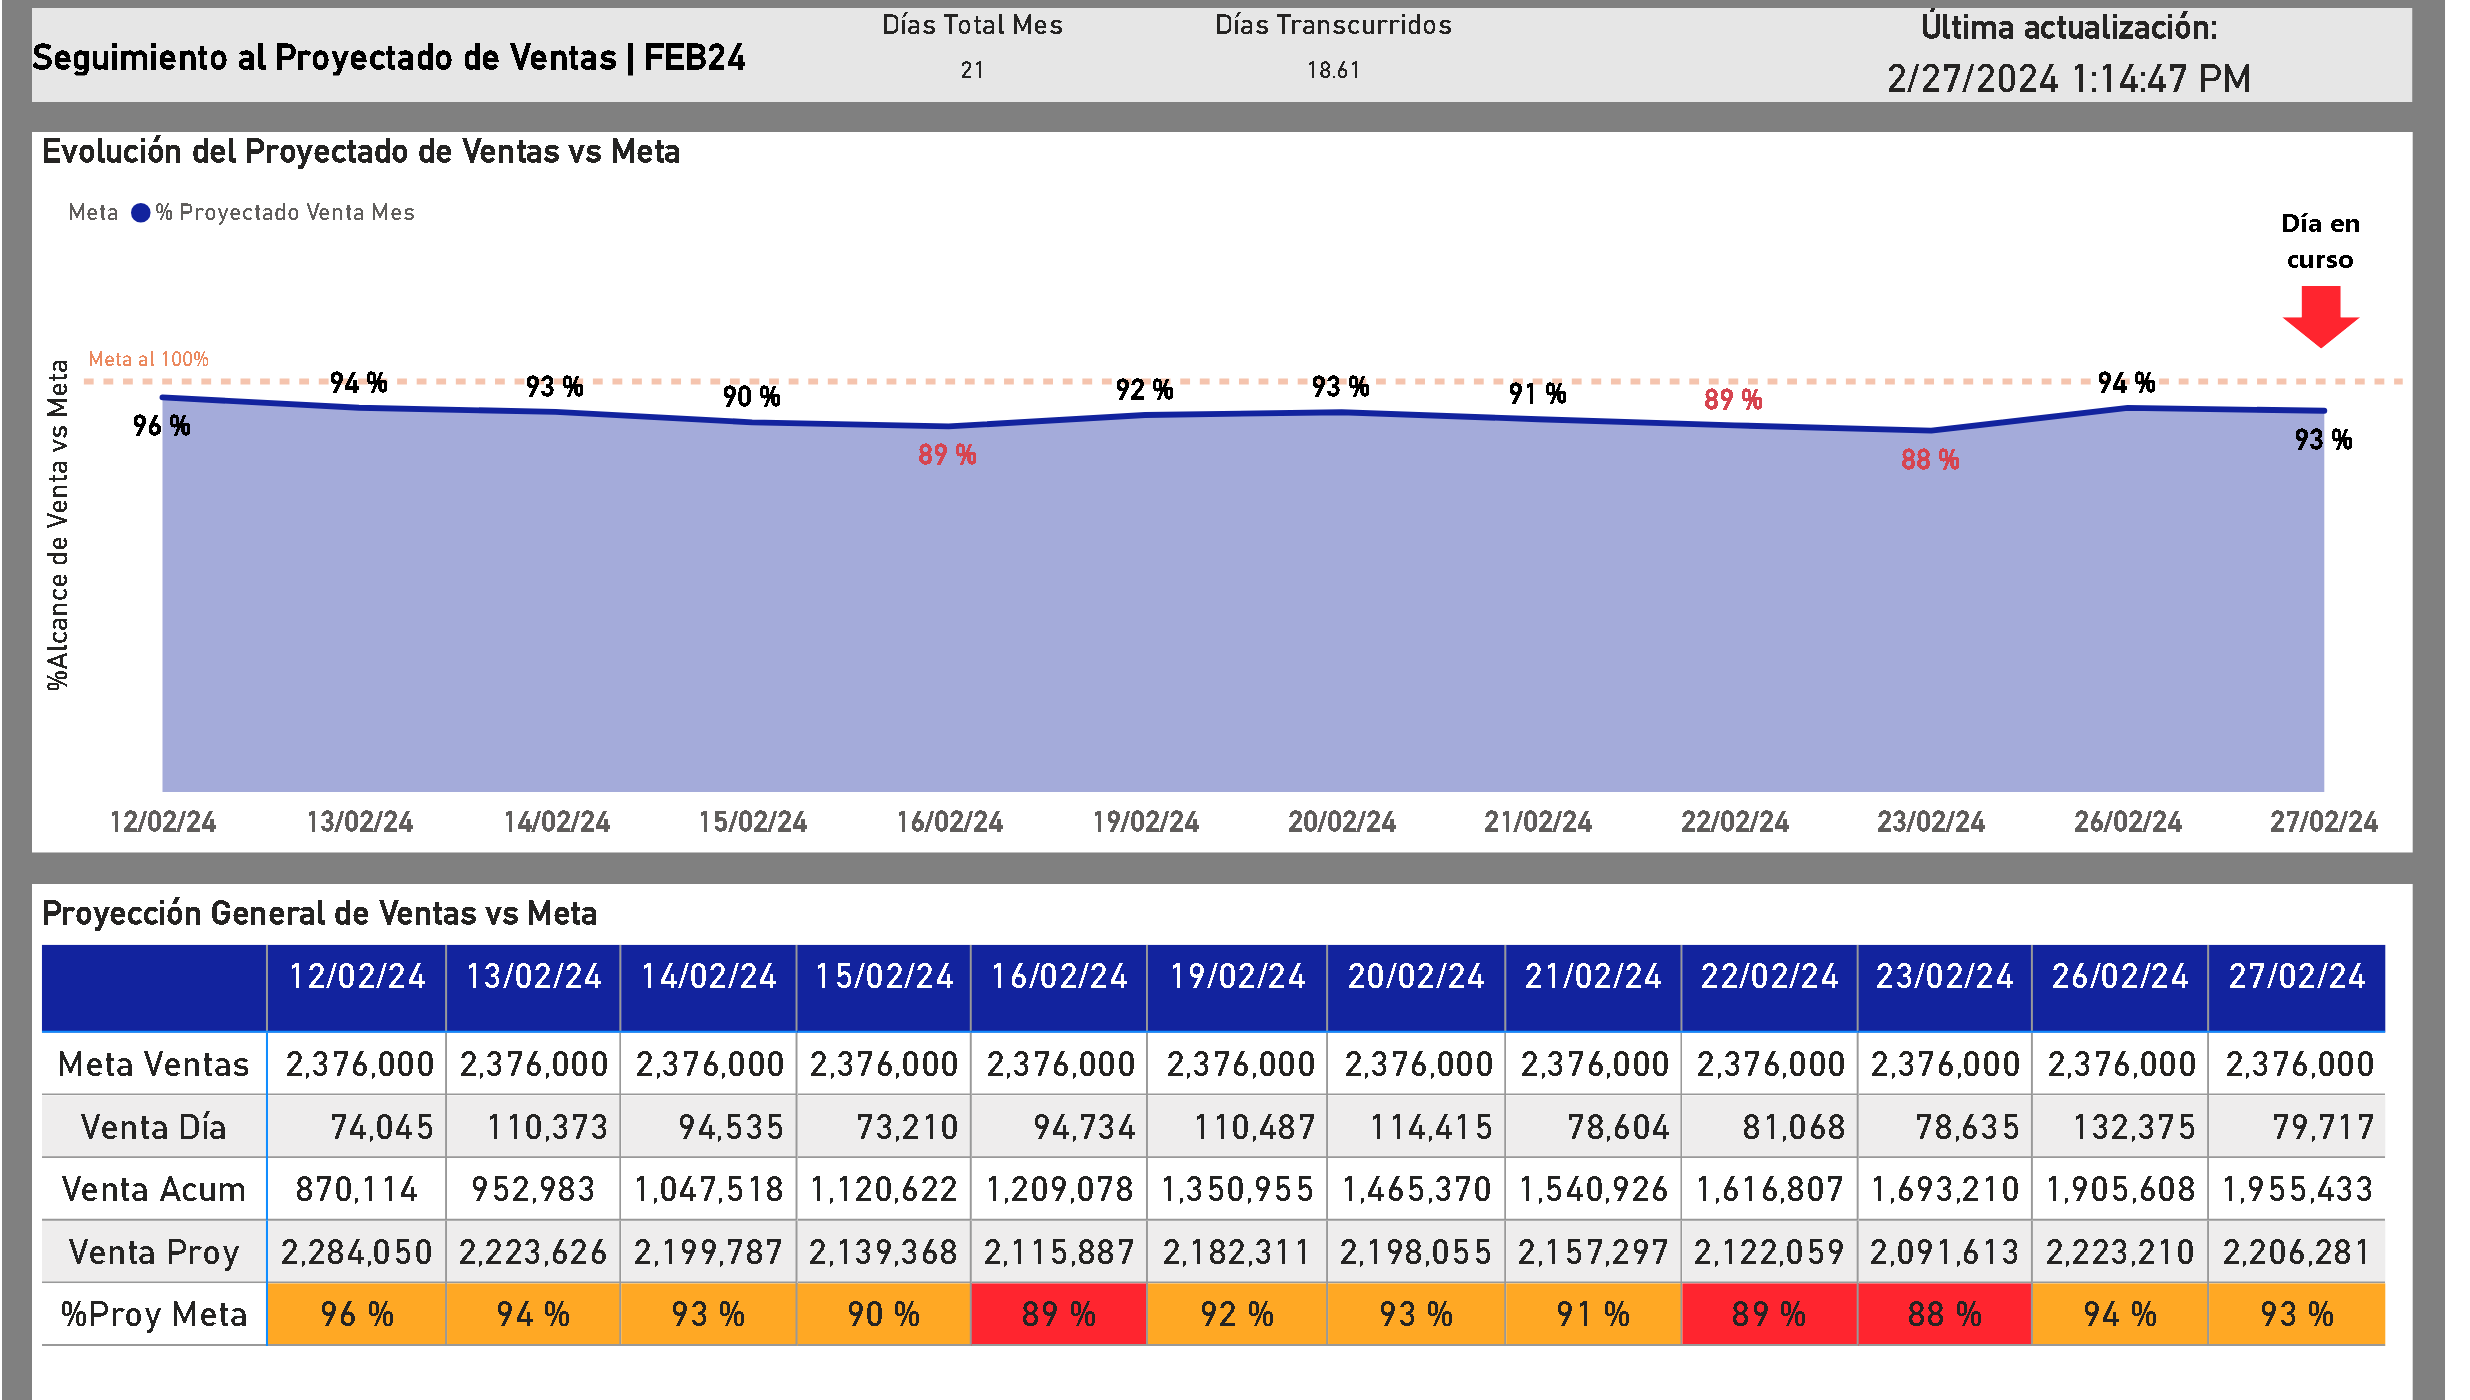 Seguimiento al Proyectado de Ventas | FEB24
Días Total Mes
21
Días Transcurridos
18.61
Última actualización:
2/27/2024 1:14:47 PM
Evolución del Proyectado de Ventas vs Meta
Meta % Proyectado Venta Mes
Día en
curso
%Alcance de Venta vs Meta
Meta al 100%
96 % 94 % 93 % 90 % 89 % 92 % 93 % 91 % 89 % 88 % 94 % 93 %
12/02/24 13/02/24 14/02/24 15/02/24 16/02/24 19/02/24 20/02/24 21/02/24 22/02/24 23/02/24 26/02/24 27/02/24
Proyección General de Ventas vs Meta
12/02/24 13/02/24 14/02/24 15/02/24 16/02/24 19/02/24 20/02/24 21/02/24 22/02/24 23/02/24 26/02/24 27/02/24
Meta Ventas 2,376,000 2,376,000 2,376,000 2,376,000 2,376,000 2,376,000 2,376,000 2,376,000 2,376,000 2,376,000 2,376,000 2,376,000
Venta Día 74,045 110,373 94,535 73,210 94,734 110,487 114,415 78,604 81,068 78,635 132,375 79,717
Venta Acum 870,114 952,983 1,047,518 1,120,622 1,209,078 1,350,955 1,465,370 1,540,926 1,616,807 1,693,210 1,905,608 1,955,433
Venta Proy 2,284,050 2,223,626 2,199,787 2,139,368 2,115,887 2,182,311 2,198,055 2,157,297 2,122,059 2,091,613 2,223,210 2,206,281
%Proy Meta 96 % 94 % 93 % 90 % 89 % 92 % 93 % 91 % 89 % 88 % 94 % 93 %